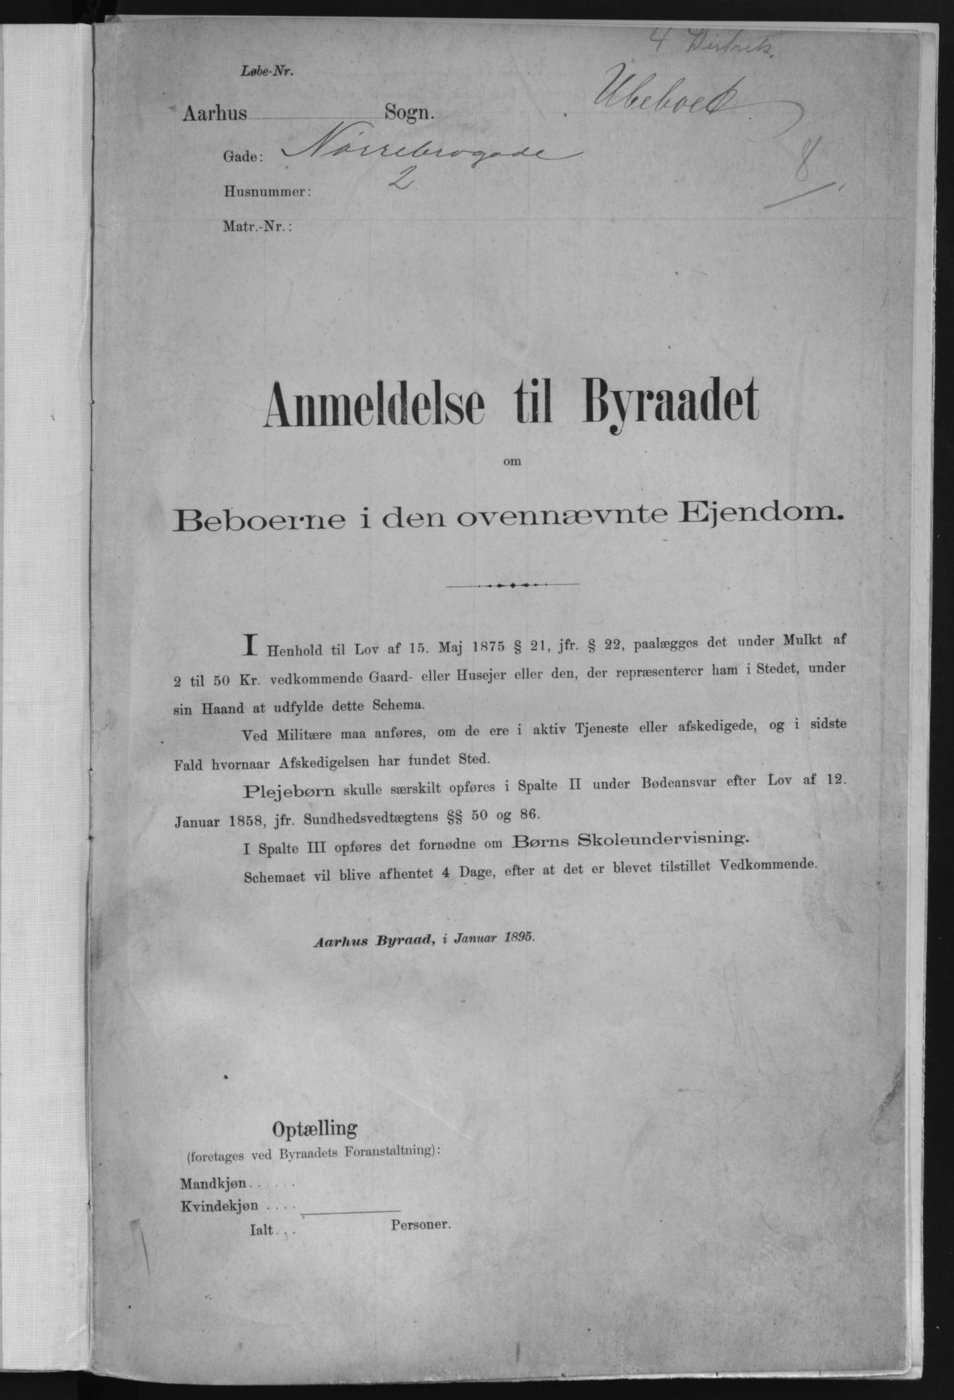 4 Distrikt.
Løbe-Nr.
Ubeboet
Aarhus Sogn.
Gade: Nørrebrogade
8
Husnummer: 2
Matr.-Nr.:
Anmeldelse til Byraadet
om
Beboerne i den ovennævnte Ejendom.
I Henhold til Lov af 15. Maj 1875 § 21, jfr. § 22, paalægges det under Mulkt af
2 til 50 Kr. vedkommende Gaard- eller Husejer eller den, der repræsenterer ham i Stedet, under
sin Haand at udfylde dette Schema.
Ved Militære maa anføres, om de ere i aktiv Tjeneste eller afskedigede, og i sidste
Fald hvornaar Afskedigelsen har fundet Sted.
Plejebørn skulle særskilt opføres i Spalte II under Bødeansvar efter Lov af 12.
Januar 1858, jfr. Sundhedsvedtægtens §§ 50 og 86.
I Spalte III opføres det fornødne om Børns Skoleundervisning.
Schemaet vil blive afhentet 4 Dage, efter at det er blevet tilstillet Vedkommende.
Aarhus Byraad, i Januar 1895.
Optælling
(foretages ved Byraadets Foranstaltning):
Mandkjøn . . . . .
Kvindekjøn . . . .
Ialt . . . Personer.